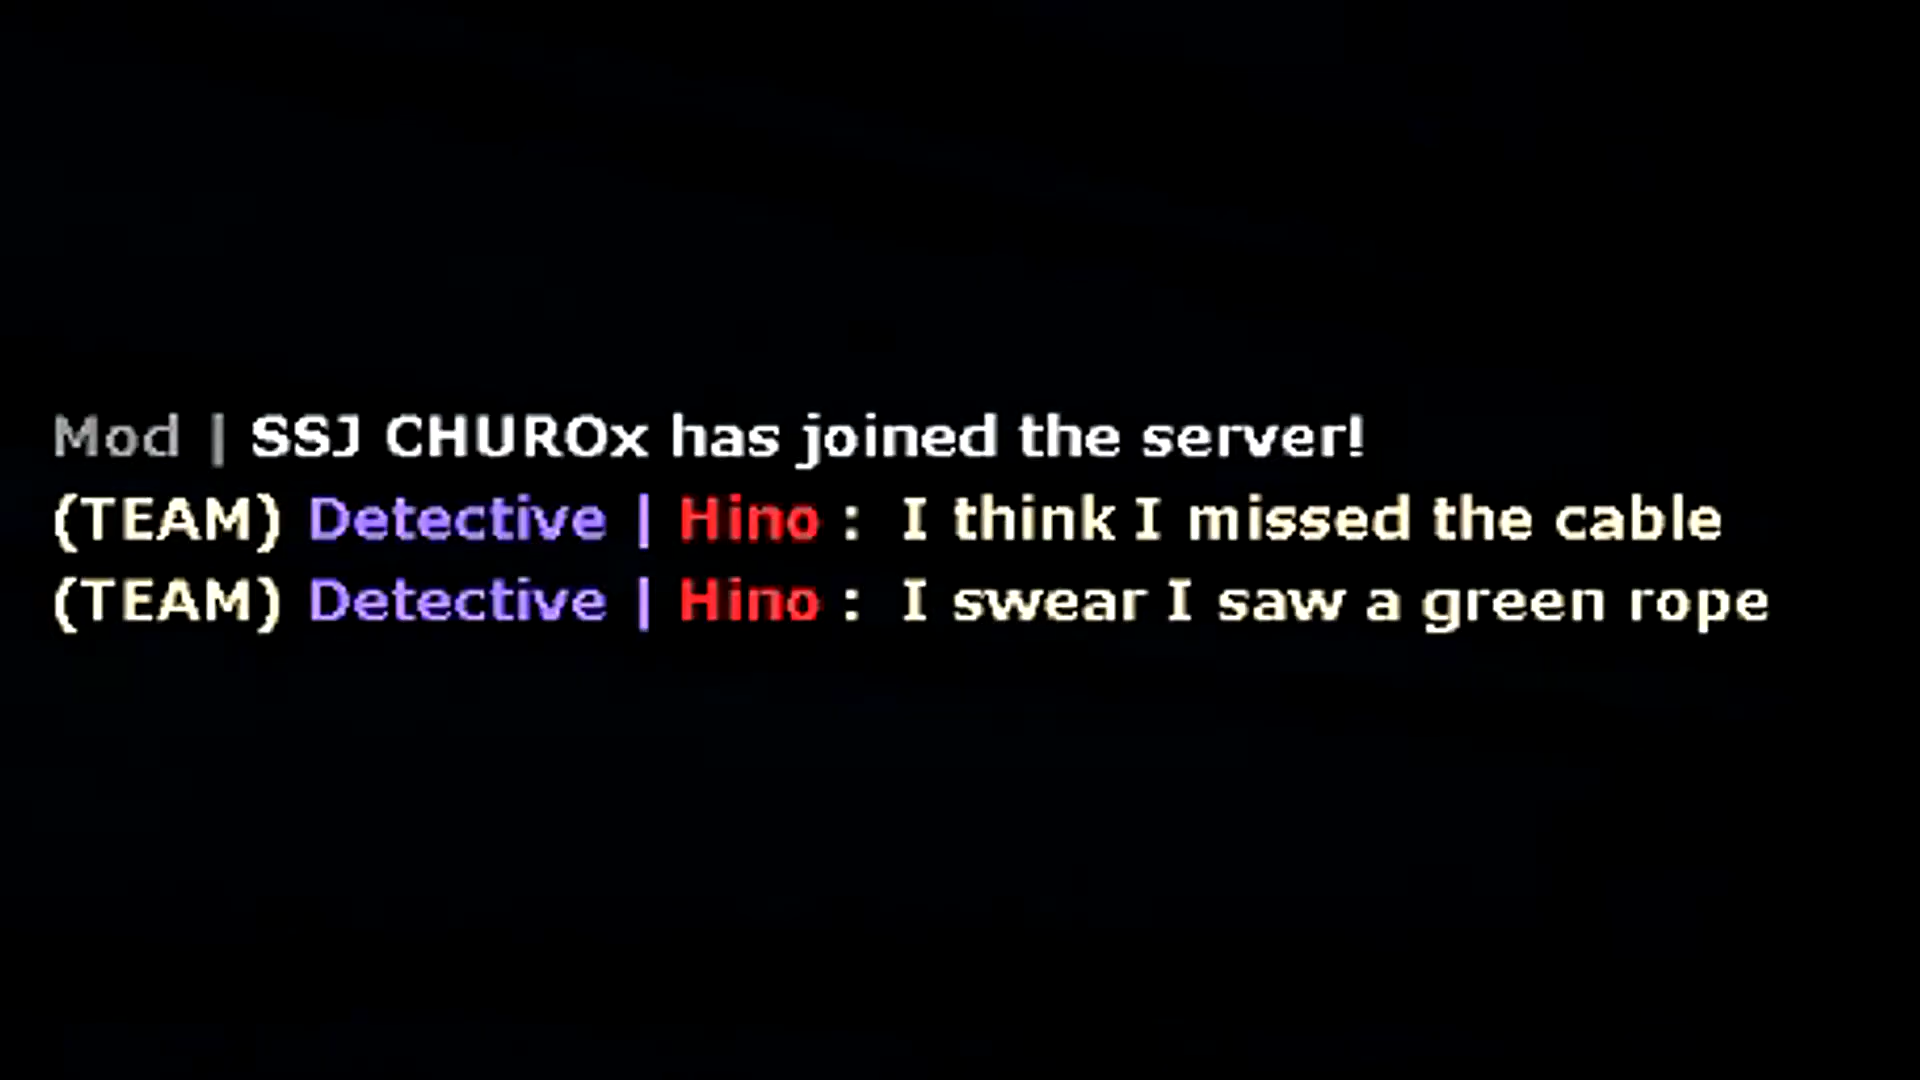 Mod | SSJ CHUROx has joined the server!
(TEAM) Detective | Hino : I think I missed the cable
(TEAM) Detective | Hino : I swear I saw a green rope